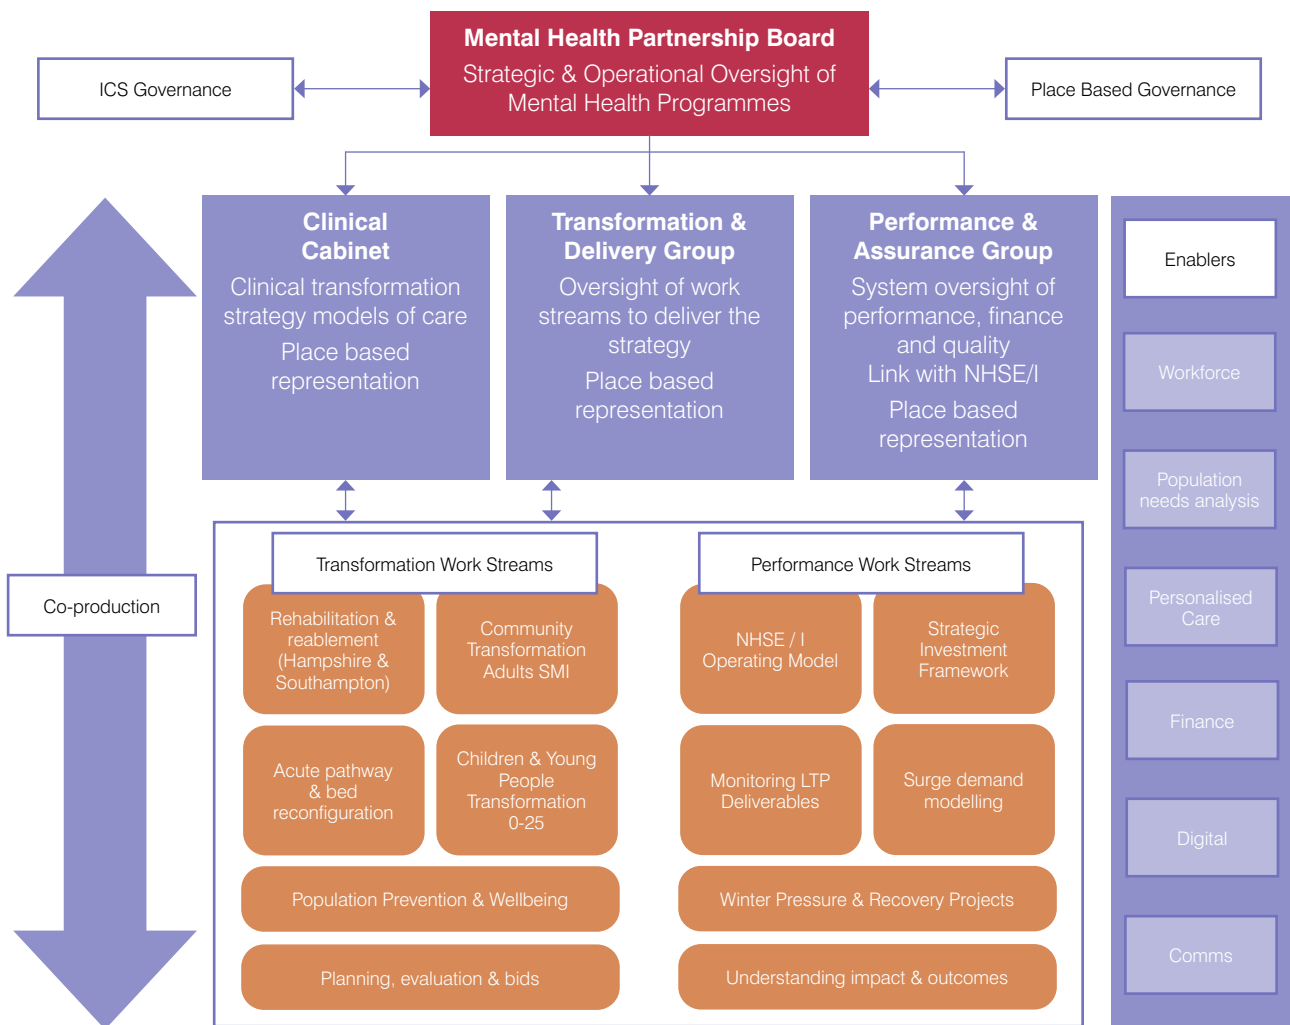 Mental Health Partnership Board
Strategic & Operational Oversight of
Mental Health Programmes
ICS Governance
Place Based Governance
Clinical
Cabinet
Clinical transformation
strategy models of care
Place based
representation
Transformation &
Delivery Group
Oversight of work
streams to deliver the
strategy
Place based
representation
Performance &
Assurance Group
System oversight of
performance, finance
and quality
Link with NHSE/I
Place based
representation
Co-production
Transformation Work Streams
Rehabilitation &
reablement
(Hampshire &
Southampton)
Community
Transformation
Adults SMI
Acute pathway
& bed
reconfiguration
Children & Young
People
Transformation
0-25
Population Prevention & Wellbeing
Planning, evaluation & bids
Performance Work Streams
NHSE / I
Operating Model
Strategic
Investment
Framework
Monitoring LTP
Deliverables
Surge demand
modelling
Winter Pressure & Recovery Projects
Understanding impact & outcomes
Enablers
Workforce
Population
needs analysis
Personalised
Care
Finance
Digital
Comms